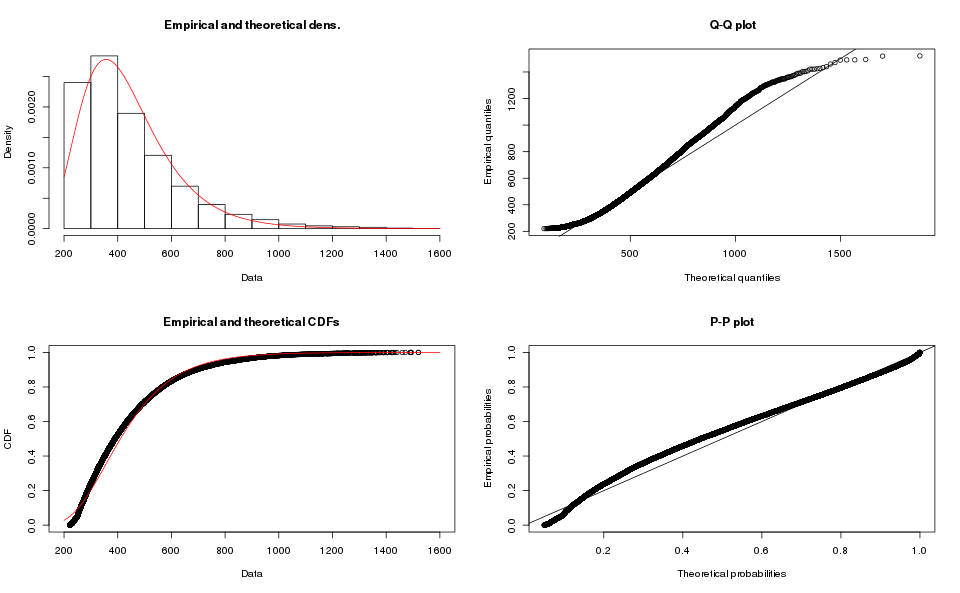 Empirical and theoretical dens.
Density
0.0000 0.0010 0.0020
200 400 600 800 1000 1200 1400 1600
Data
Q-Q plot
Empirical quantiles
200 400 600 800 1200
500 1000 1500
Theoretical quantiles
Empirical and theoretical CDFs
CDF
0.0 0.2 0.4 0.6 0.8 1.0
200 400 600 800 1000 1200 1400 1600
Data
P-P plot
Empirical probabilities
0.0 0.2 0.4 0.6 0.8 1.0
0.2 0.4 0.6 0.8 1.0
Theoretical probabilities